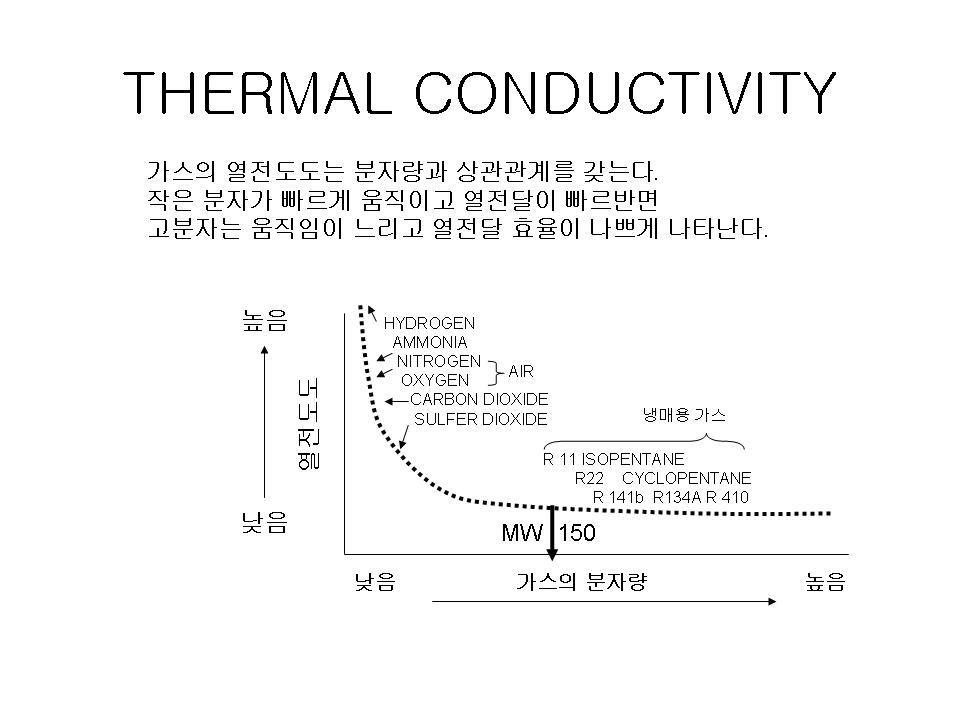 THERMAL CONDUCTIVITY
가스의 열전도도는 분자량과 상관관계를 갖는다.
작은 분자가 빠르게 움직이고 열전달이 빠르반면
고분자는 움직임이 느리고 열전달 효율이 나쁘게 나타난다.
높음
열전도도
낮음
HYDROGEN
AMMONIA
NITROGEN
OXYGEN
AIR
CARBON DIOXIDE
SULFER DIOXIDE
냉매용 가스
R 11 ISOPENTANE
R22 CYCLOPENTANE
R 141b R134A R 410
MW 150
낮음 가스의 분자량 높음